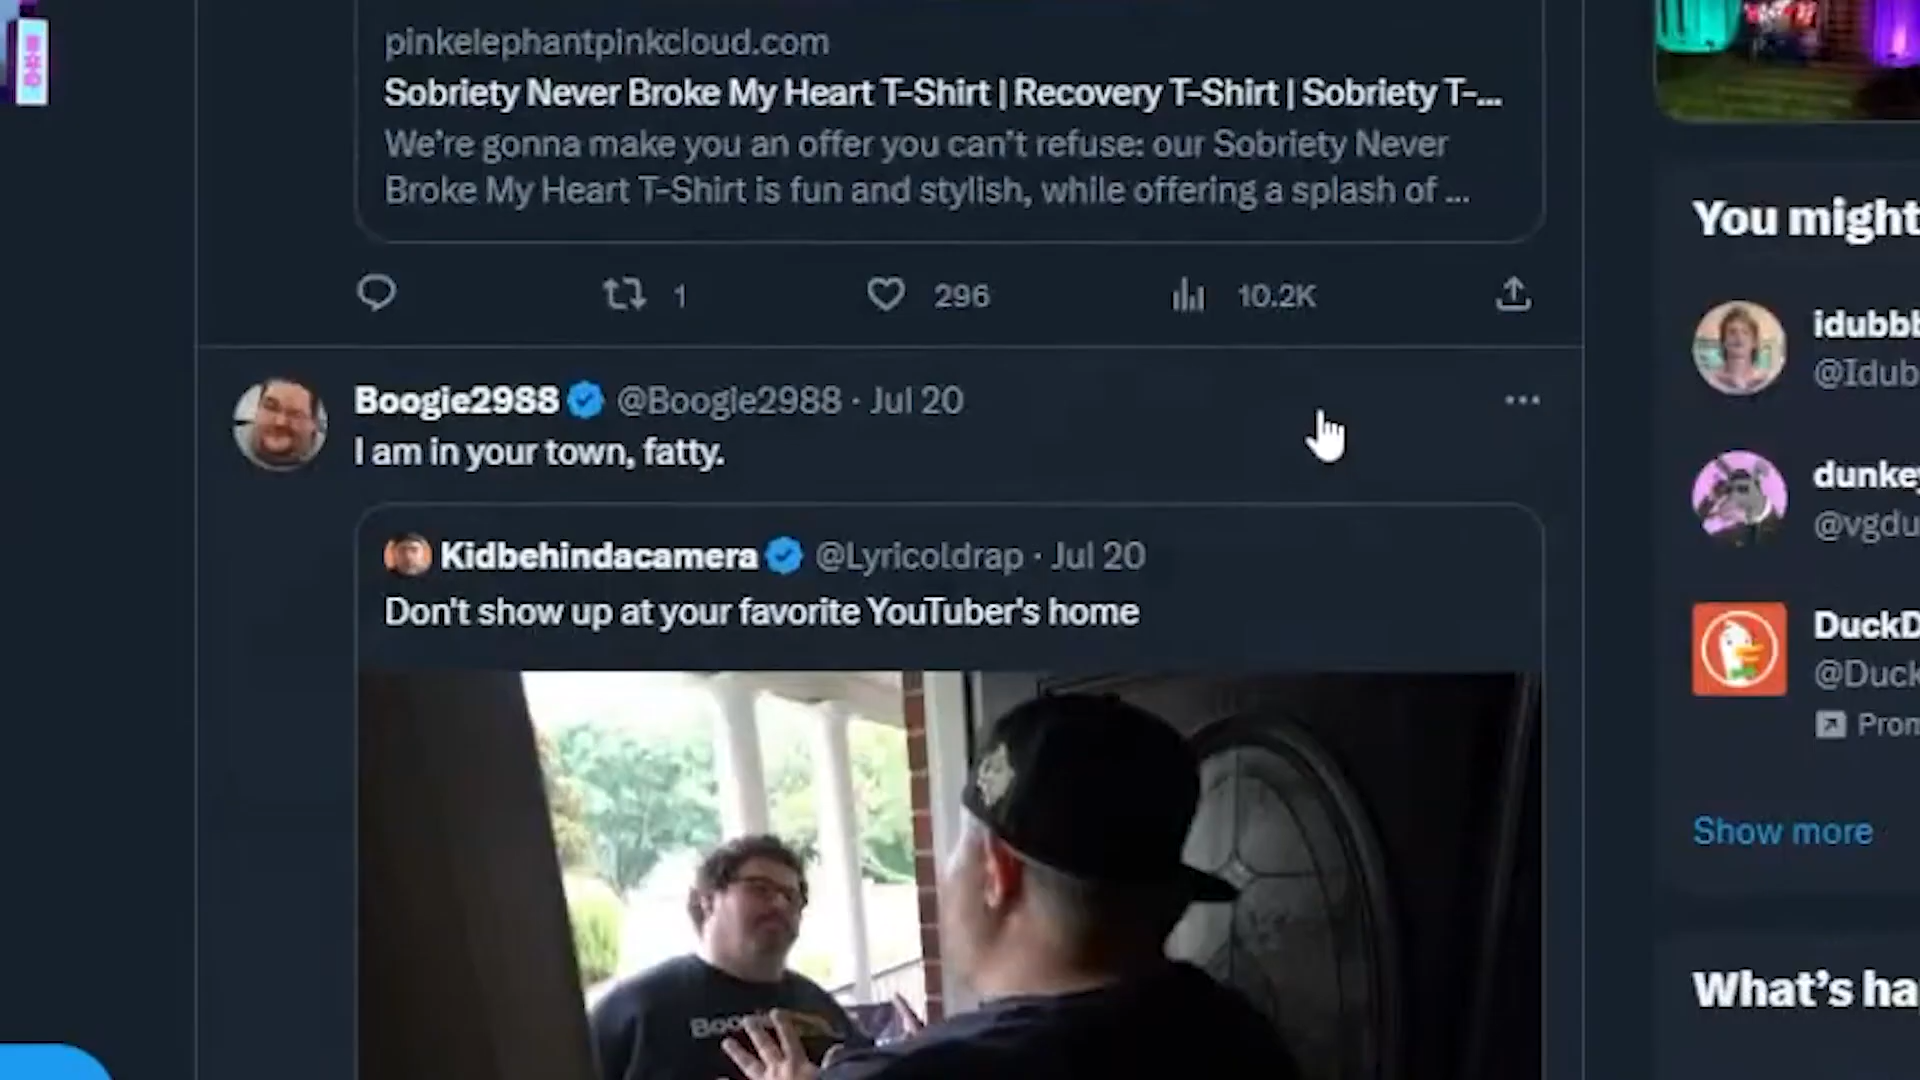 pinkelephantpinkcloud.com
Sobriety Never Broke My Heart T-Shirt | Recovery T-Shirt | Sobriety T-...
We're gonna make you an offer you can't refuse: our Sobriety Never
Broke My Heart T-Shirt is fun and stylish, while offering a splash of ...
1 296 10.2K
You might
idubbb
@Idub
Boogie2988 @Boogie2988 · Jul 20
I am in your town, fatty.
dunkey
@vgdu
Kidbehindacamera @Lyricoldrap · Jul 20
Don't show up at your favorite YouTuber's home
DuckD
@Duck
Prom
Show more
What's ha
Boogie